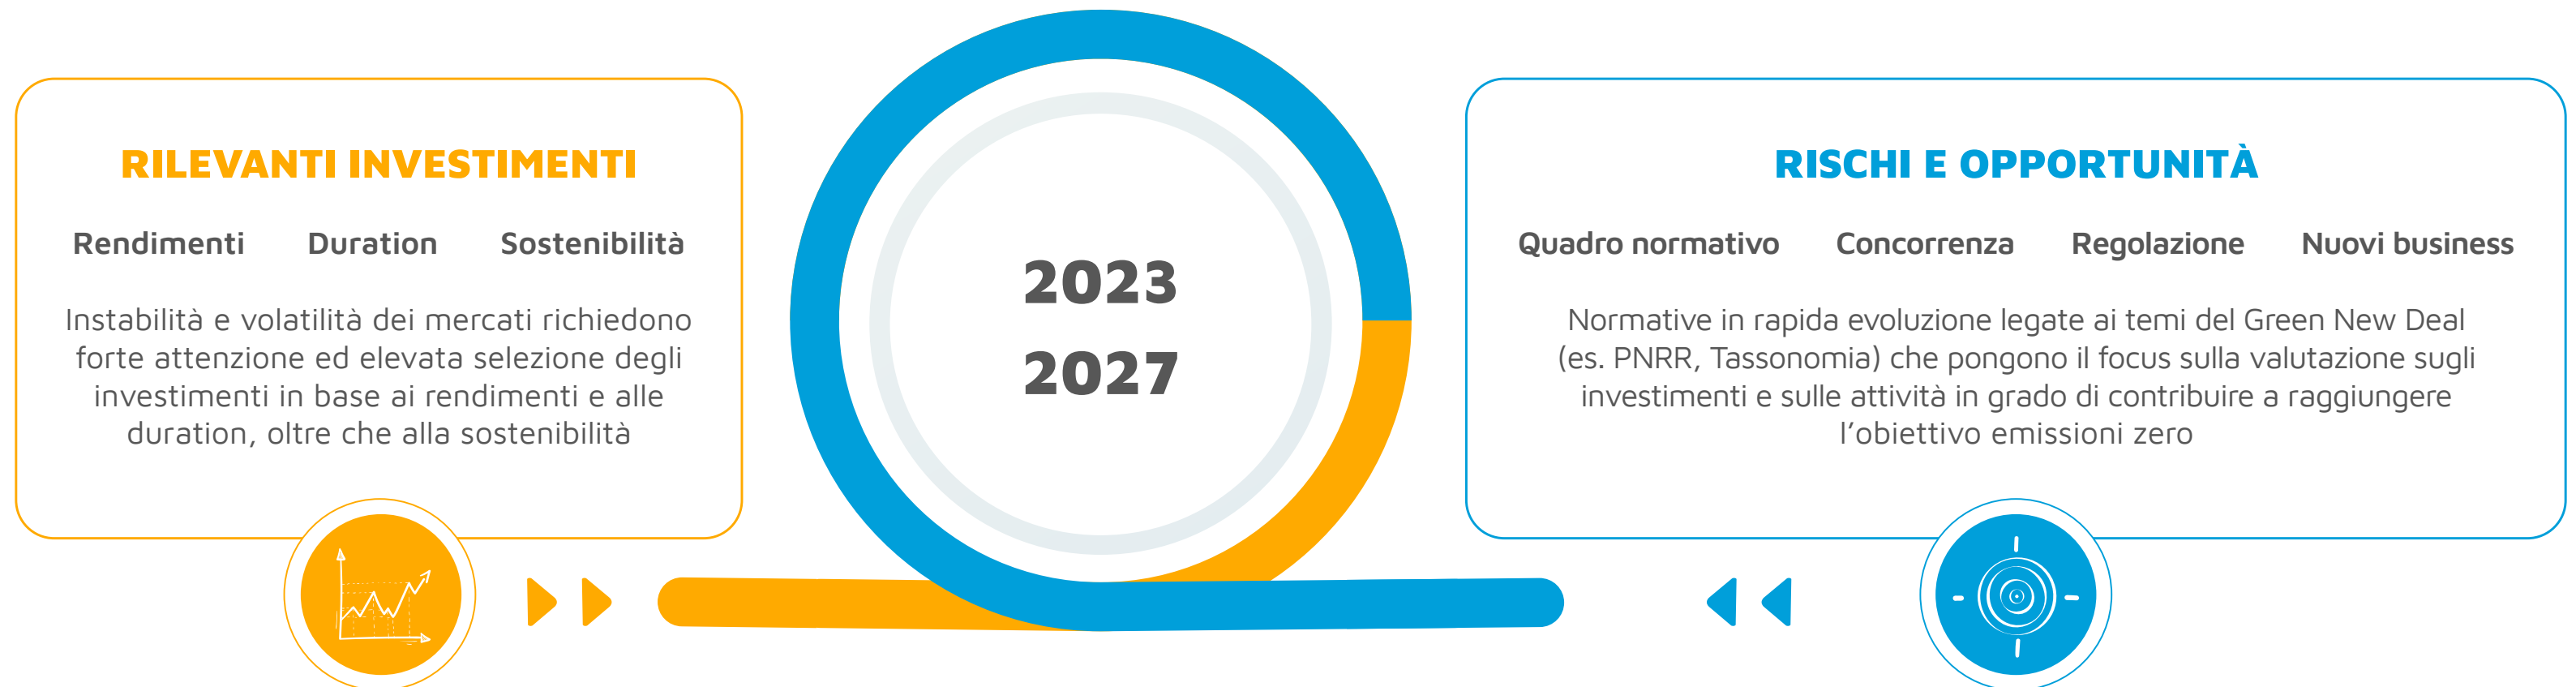 RILEVANTI INVESTIMENTI
Rendimenti Duration Sostenibilità
Instabilità e volatilità dei mercati richiedono
forte attenzione ed elevata selezione degli
investimenti in base ai rendimenti e alle
duration, oltre che alla sostenibilità
2023
2027
RISCHI E OPPORTUNITÀ
Quadro normativo Concorrenza Regolazione Nuovi business
Normative in rapida evoluzione legate ai temi del Green New Deal
(es. PNRR, Tassonomia) che pongono il focus sulla valutazione sugli
investimenti e sulle attività in grado di contribuire a raggiungere
l’obiettivo emissioni zero